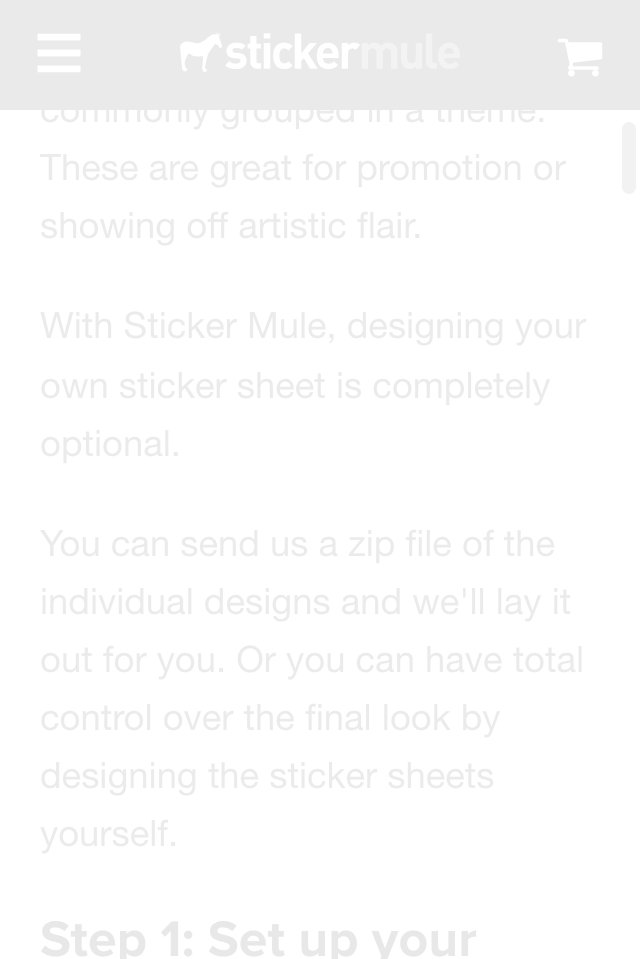 stickermule
commonly grouped in a theme.
These are great for promotion or
showing off artistic flair.
With Sticker Mule, designing your
own sticker sheet is completely
optional.
You can send us a zip file of the
individual designs and we'll lay it
out for you. Or you can have total
control over the final look by
designing the sticker sheets
yourself.
Step 1: Set up your